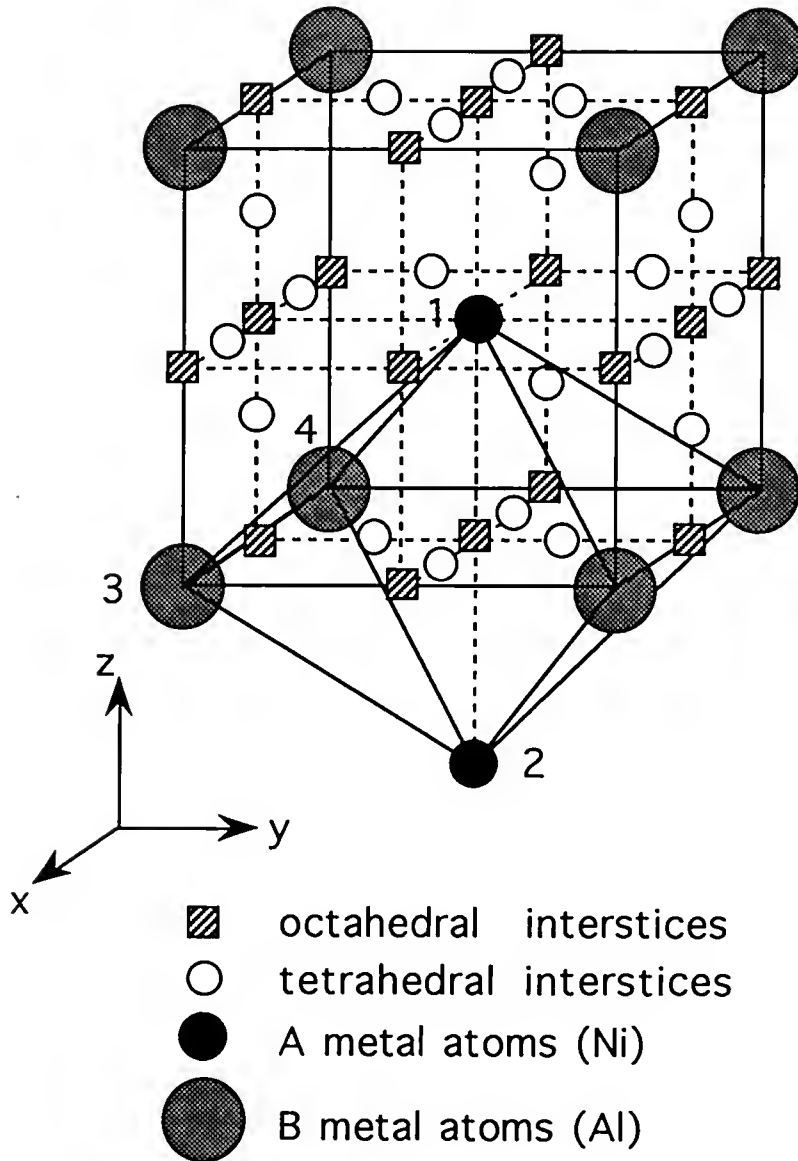 1
4
3
z
2
y
x
octahedral interstices
tetrahedral interstices
A metal atoms (Ni)
B metal atoms (Al)